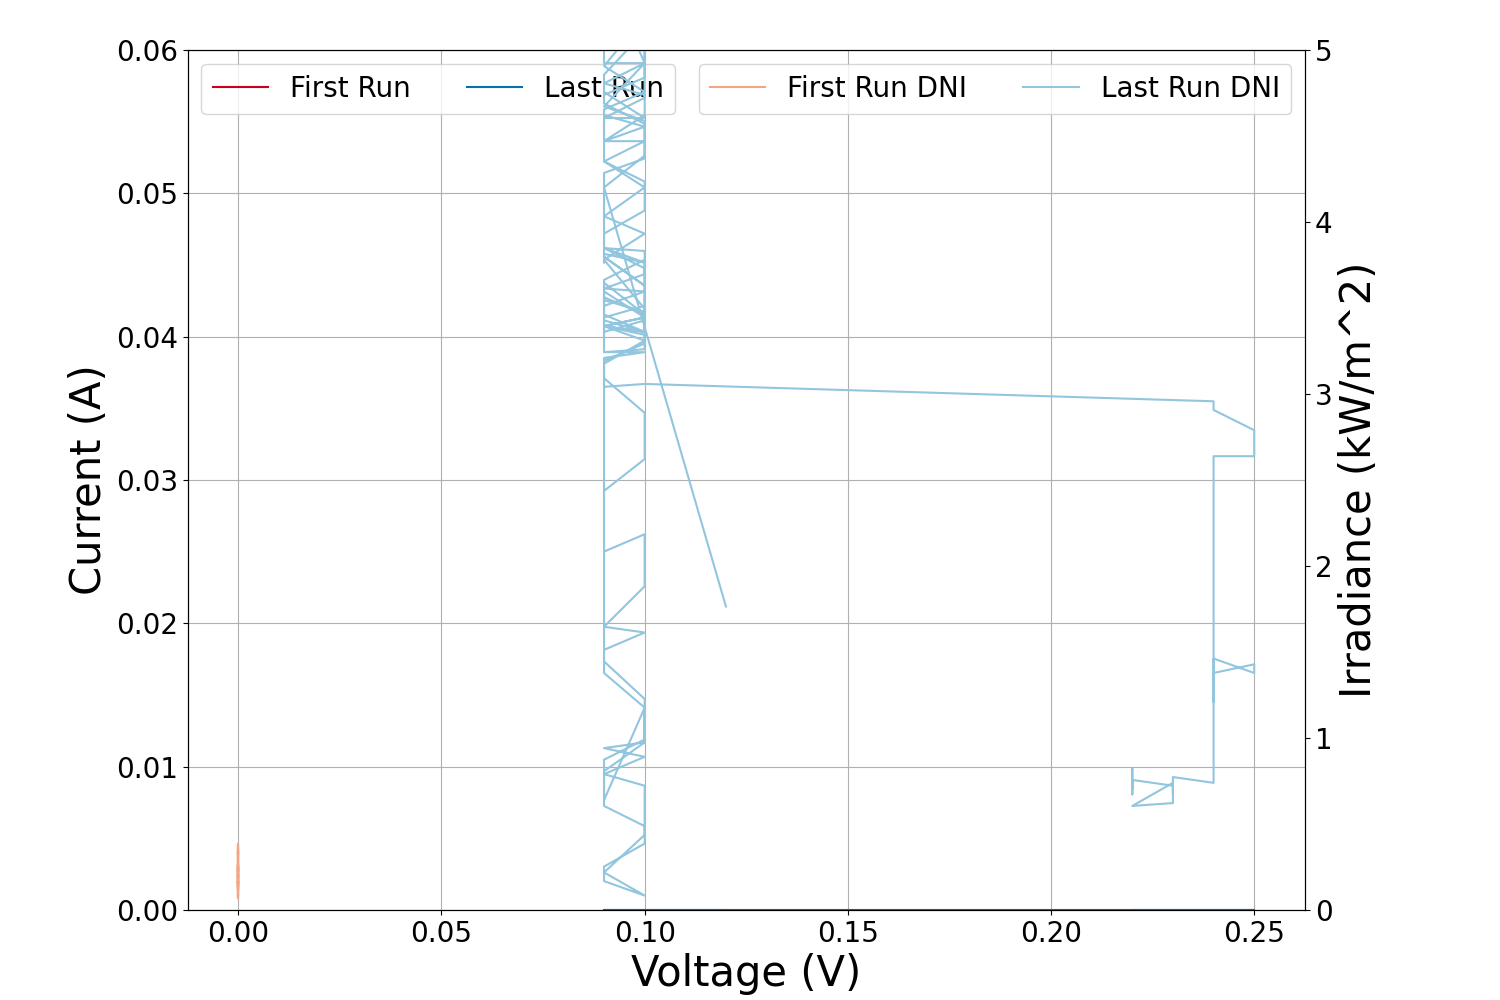 First Run
Last Run
First Run DNI
Last Run DNI
Current (A)
0.06
0.05
0.04
0.03
0.02
0.01
0.00
0.00
0.05
0.10
0.15
0.20
0.25
Voltage (V)
5
4
3
2
1
0
Irradiance (kW/m^2)